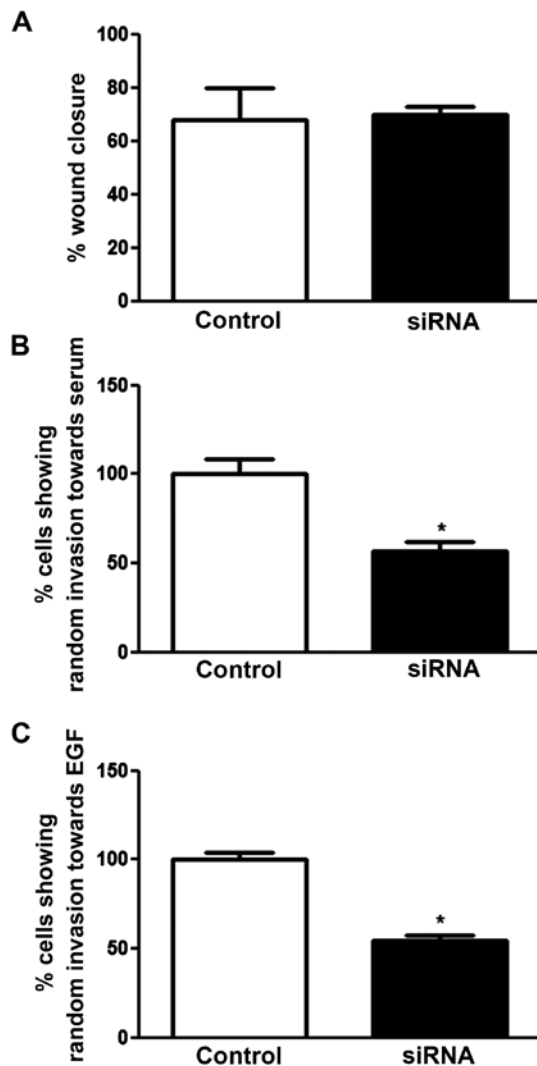 A
% wound closure
100
80
60
40
20
0
Control siRNA
B
% cells showing
random invasion towards serum
150
100
50
0
*
Control siRNA
C
% cells showing
random invasion towards EGF
150
100
50
0
*
Control siRNA